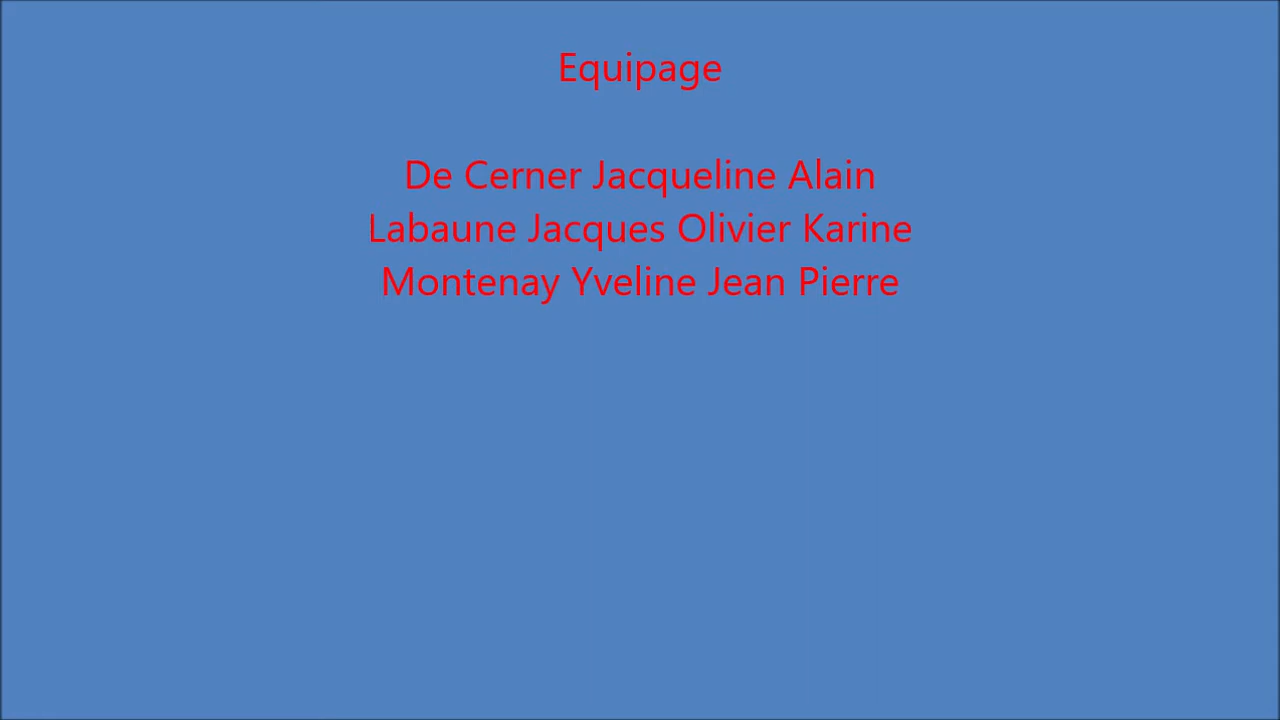 Equipage
De Cerner Jacqueline Alain
Labaune Jacques Olivier Karine
Montenay Yveline Jean Pierre